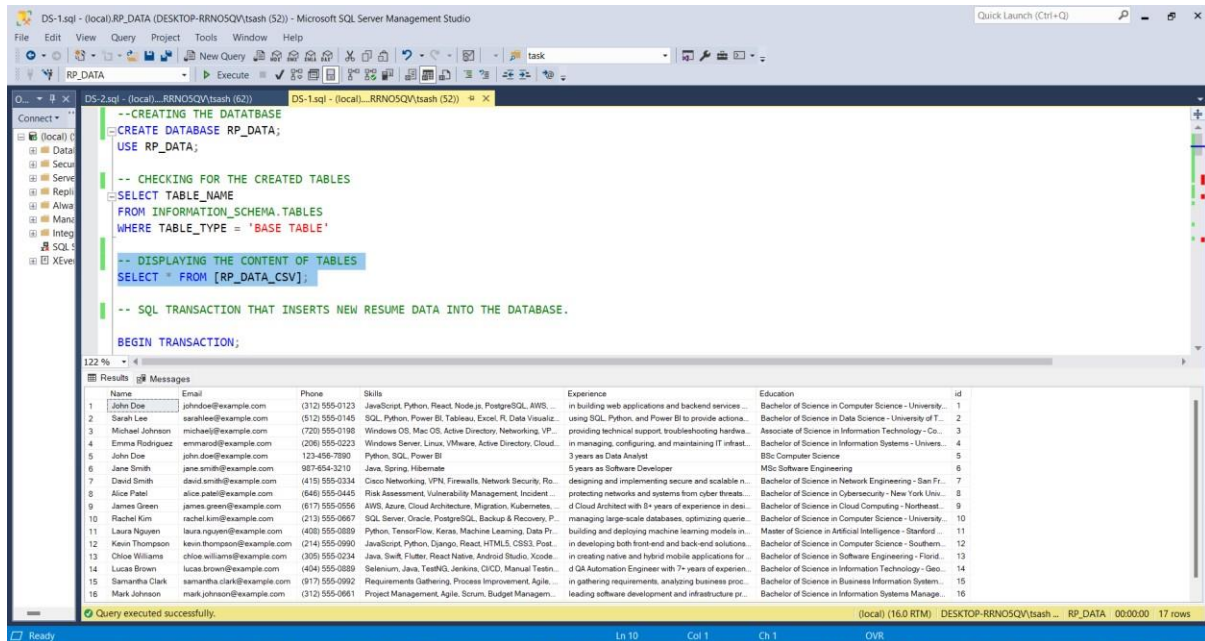 DS-1.sql - (local).RP_DATA (DESKTOP-RRNO5QV\tsash (52)) - Microsoft SQL Server Management Studio
Quick Launch (Ctrl+Q)
File Edit View Query Project Tools Window Help
New Query task
RP_DATA Execute
O... DS-2.sql - (local)....RRNO5QV\tsash (62)) DS-1.sql - (local)....RRNO5QV\tsash (52))
Connect
(local) (
Datal
Secur
Serve
Repli
Alwa
Mana
Integ
SQL S
XEver
--CREATING THE DATATBASE
CREATE DATABASE RP_DATA;
USE RP_DATA;
-- CHECKING FOR THE CREATED TABLES
SELECT TABLE_NAME
FROM INFORMATION_SCHEMA.TABLES
WHERE TABLE_TYPE = 'BASE TABLE'
-- DISPLAYING THE CONTENT OF TABLES
SELECT * FROM [RP_DATA_CSV];
-- SQL TRANSACTION THAT INSERTS NEW RESUME DATA INTO THE DATABASE.
BEGIN TRANSACTION;
122 %
Results Messages
Name Email Phone Skills Experience Education id
1 John Doe johndoe@example.com (312) 555-0123 JavaScript, Python, React, Node.js, PostgreSQL, AWS, ... in building web applications and backend services ... Bachelor of Science in Computer Science - University... 1
2 Sarah Lee sarahlee@example.com (512) 555-0145 SQL, Python, Power BI, Tableau, Excel, R, Data Visualiz... using SQL, Python, and Power BI to provide actiona... Bachelor of Science in Data Science - University of T... 2
3 Michael Johnson michaelj@example.com (720) 555-0198 Windows OS, Mac OS, Active Directory, Networking, VP... providing technical support, troubleshooting hardwa... Associate of Science in Information Technology - Co... 3
4 Emma Rodriguez emmarod@example.com (206) 555-0223 Windows Server, Linux, VMware, Active Directory, Cloud... in managing, configuring, and maintaining IT infrast... Bachelor of Science in Information Systems - Univers... 4
5 John Doe john.doe@example.com 123-456-7890 Python, SQL, Power BI 3 years as Data Analyst BSc Computer Science 5
6 Jane Smith jane.smith@example.com 987-654-3210 Java, Spring, Hibernate 5 years as Software Developer MSc Software Engineering 6
7 David Smith david.smith@example.com (415) 555-0334 Cisco Networking, VPN, Firewalls, Network Security, Ro... designing and implementing secure and scalable n... Bachelor of Science in Network Engineering - San Fr... 7
8 Alice Patel alice.patel@example.com (646) 555-0445 Risk Assessment, Vulnerability Management, Incident ... protecting networks and systems from cyber threats.... Bachelor of Science in Cybersecurity - New York Univ... 8
9 James Green james.green@example.com (617) 555-0556 AWS, Azure, Cloud Architecture, Migration, Kubernetes, ... d Cloud Architect with 8+ years of experience in desi... Bachelor of Science in Cloud Computing - Northeast... 9
10 Rachel Kim rachel.kim@example.com (213) 555-0667 SQL Server, Oracle, PostgreSQL, Backup & Recovery, P... managing large-scale databases, optimizing querie... Bachelor of Science in Computer Science - University... 10
11 Laura Nguyen laura.nguyen@example.com (408) 555-0889 Python, TensorFlow, Keras, Machine Learning, Data Pr... building and deploying machine learning models in... Master of Science in Artificial Intelligence - Stanford ... 11
12 Kevin Thompson kevin.thompson@example.com (214) 555-0990 JavaScript, Python, Django, React, HTML5, CSS3, Post... in developing both front-end and back-end solutions... Bachelor of Science in Computer Science - Southern... 12
13 Chloe Williams chloe.williams@example.com (305) 555-0234 Java, Swift, Flutter, React Native, Android Studio, Xcode... in creating native and hybrid mobile applications for ... Bachelor of Science in Software Engineering - Florid... 13
14 Lucas Brown lucas.brown@example.com (404) 555-0889 Selenium, Java, TestNG, Jenkins, CI/CD, Manual Testin... d QA Automation Engineer with 7+ years of experien... Bachelor of Science in Information Technology - Geo... 14
15 Samantha Clark samantha.clark@example.com (917) 555-0992 Requirements Gathering, Process Improvement, Agile, ... in gathering requirements, analyzing business proc... Bachelor of Science in Business Information System... 15
16 Mark Johnson mark.johnson@example.com (312) 555-0661 Project Management, Agile, Scrum, Budget Managem... leading software development and infrastructure pr... Bachelor of Science in Information Systems Manage... 16
Query executed successfully. (local) (16.0 RTM) DESKTOP-RRNO5QV\tsash ... RP_DATA 00:00:00 17 rows
Ready Ln 10 Col 1 Ch 1 OVR